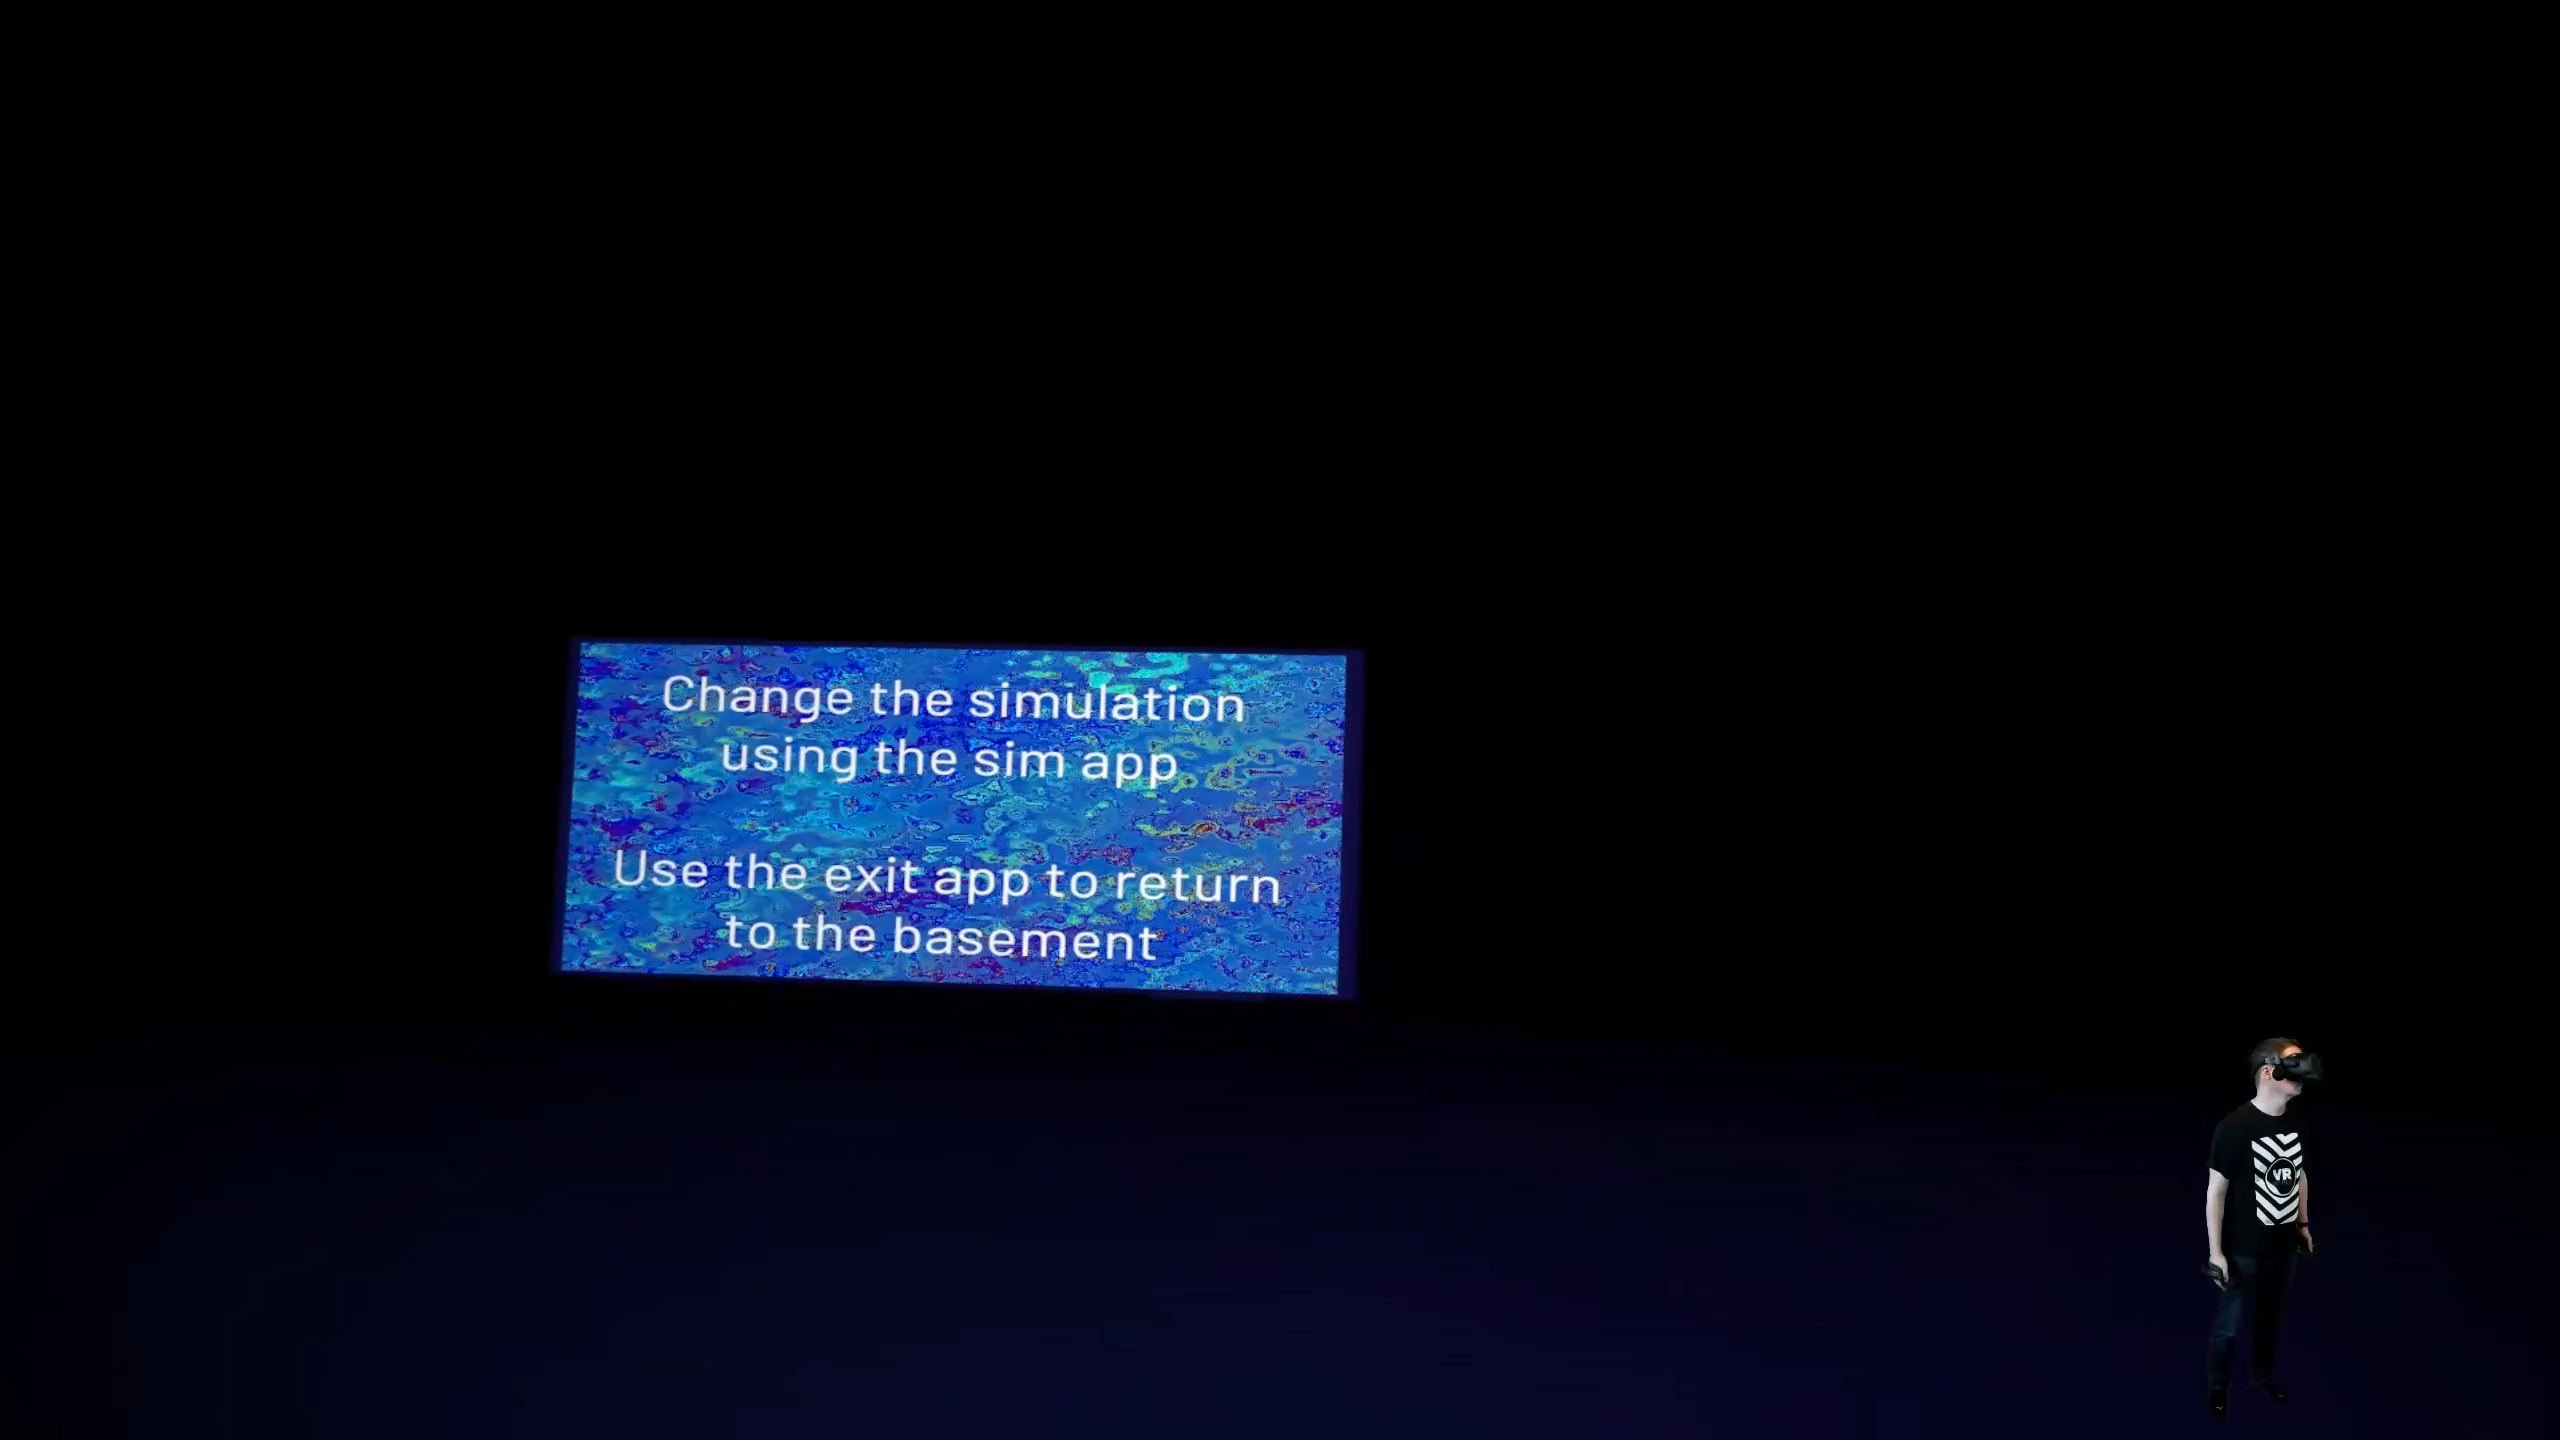 Change the simulation
using the sim app
Use the exit app to return
to the basement
VR